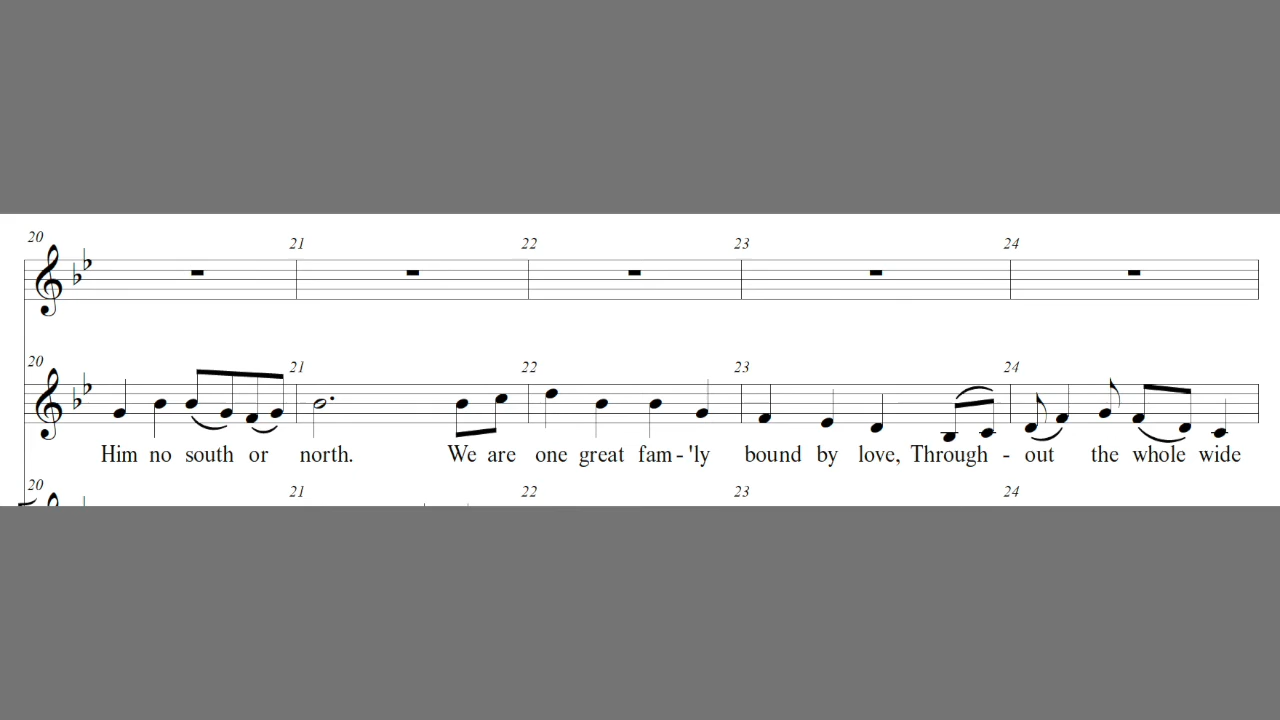 20 21 22 23 24
20 21 22 23 24
Him no south or north. We are one great fam-'ly bound by love, Through - out the whole wide
20 21 22 23 24